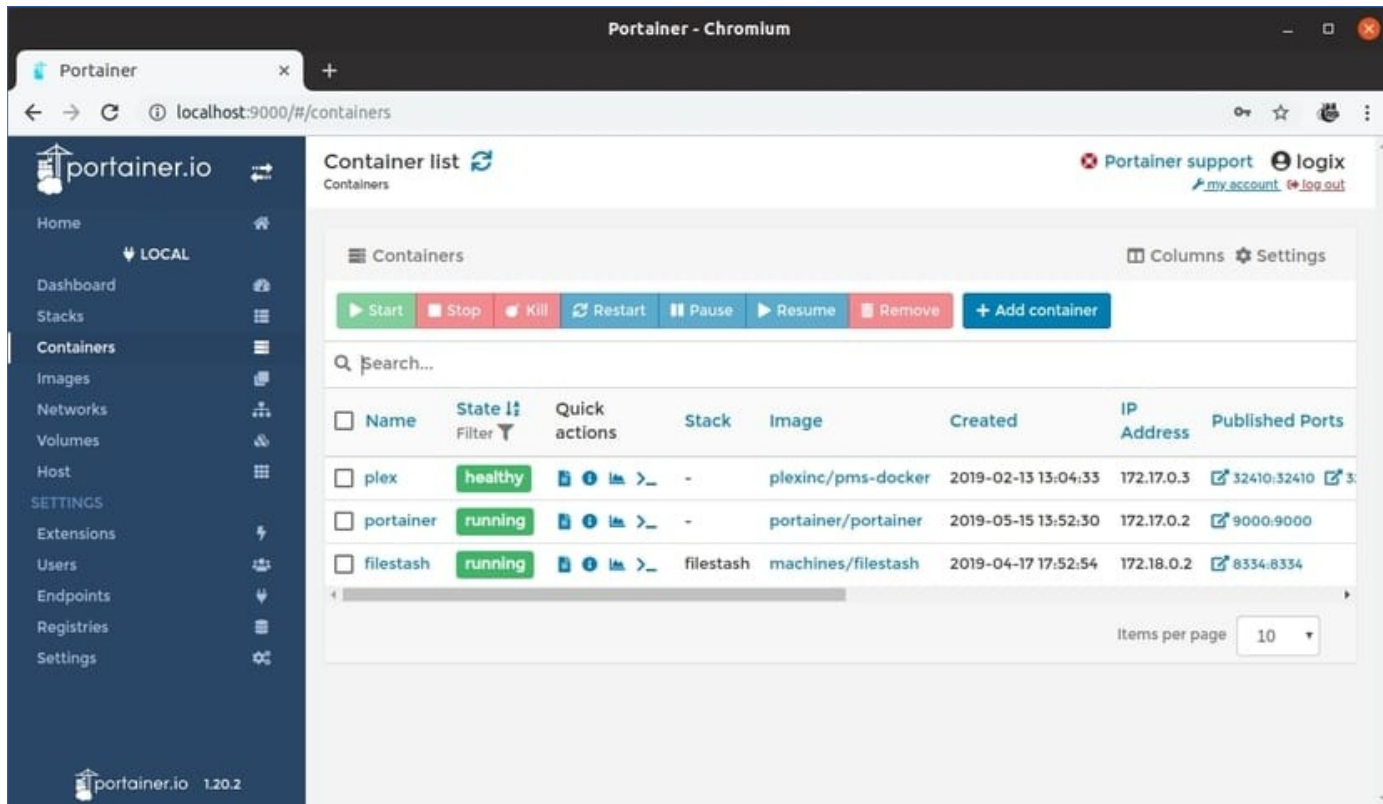 Portainer - Chromium
Portainer
localhost:9000/#/containers
portainer.io
Container list
Portainer support logix
Containers
my account log out
Home
LOCAL
Dashboard
Stacks
Containers
Images
Networks
Volumes
Host
SETTINGS
Extensions
Users
Endpoints
Registries
Settings
portainer.io 1.20.2
Containers
Columns Settings
Start Stop Kill Restart Pause Resume Remove + Add container
Search...
Name State Filter Quick actions Stack Image Created IP Address Published Ports
plex healthy - plexinc/pms-docker 2019-02-13 13:04:33 172.17.0.3 32410:32410
portainer running - portainer/portainer 2019-05-15 13:52:30 172.17.0.2 9000:9000
filestash running filestash machines/filestash 2019-04-17 17:52:54 172.18.0.2 8334:8334
Items per page 10